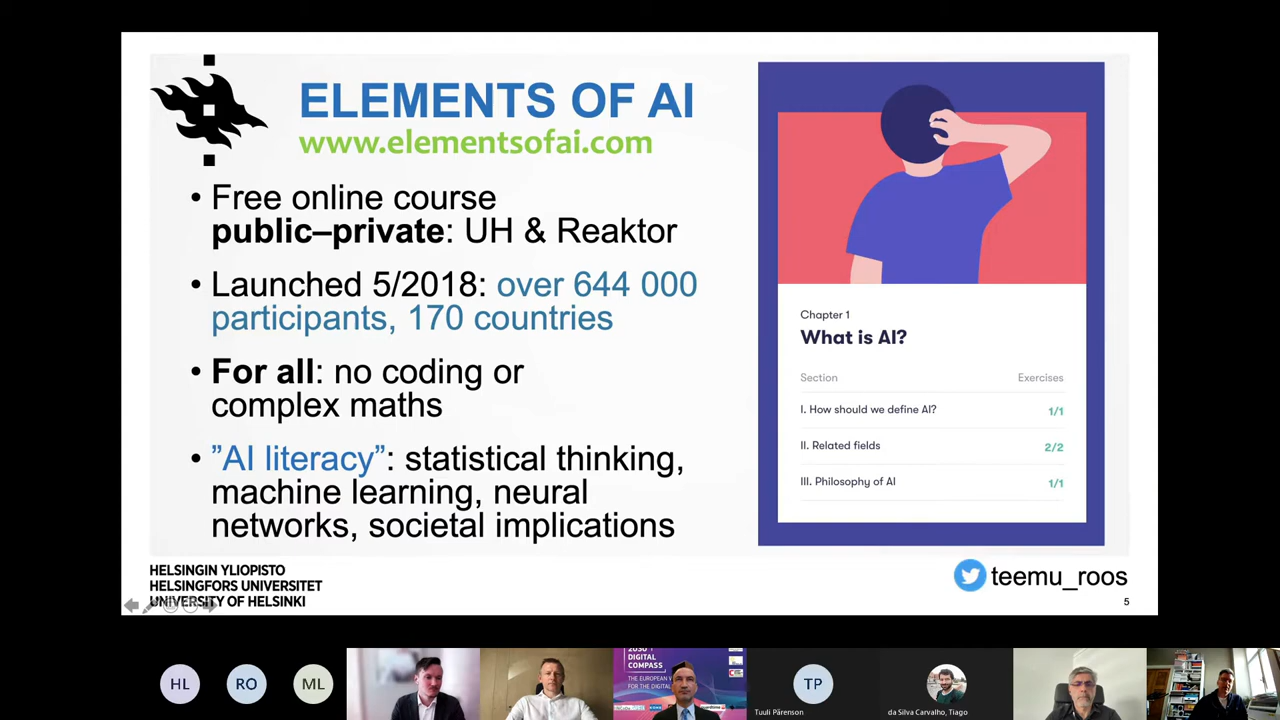 ELEMENTS OF AI
www.elementsofai.com
• Free online course
public–private: UH & Reaktor
• Launched 5/2018: over 644 000
participants, 170 countries
• For all: no coding or
complex maths
• ”AI literacy”: statistical thinking,
machine learning, neural
networks, societal implications
Chapter 1
What is AI?
Section Exercises
I. How should we define AI? 1/1
II. Related fields 2/2
III. Philosophy of AI 1/1
HELSINGIN YLIOPISTO
HELSINGFORS UNIVERSITET
UNIVERSITY OF HELSINKI
teemu_roos
5
HL
RO
ML
2030
DIGITAL
COMPASS
THE EUROPEAN
FOR THE DIGITAL
TP
Tuuli Pärenson
da Silva Carvalho, Tiago